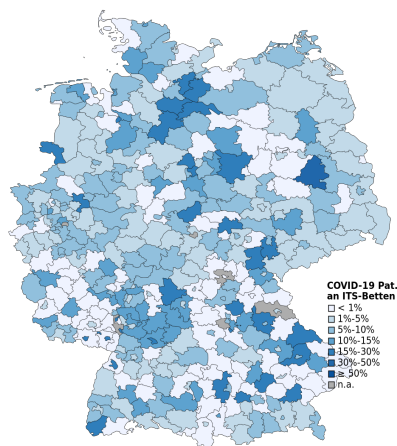 COVID-19 Pat.
an ITS-Betten
< 1%
1%-5%
5%-10%
10%-15%
15%-30%
30%-50%
≥ 50%
n.a.